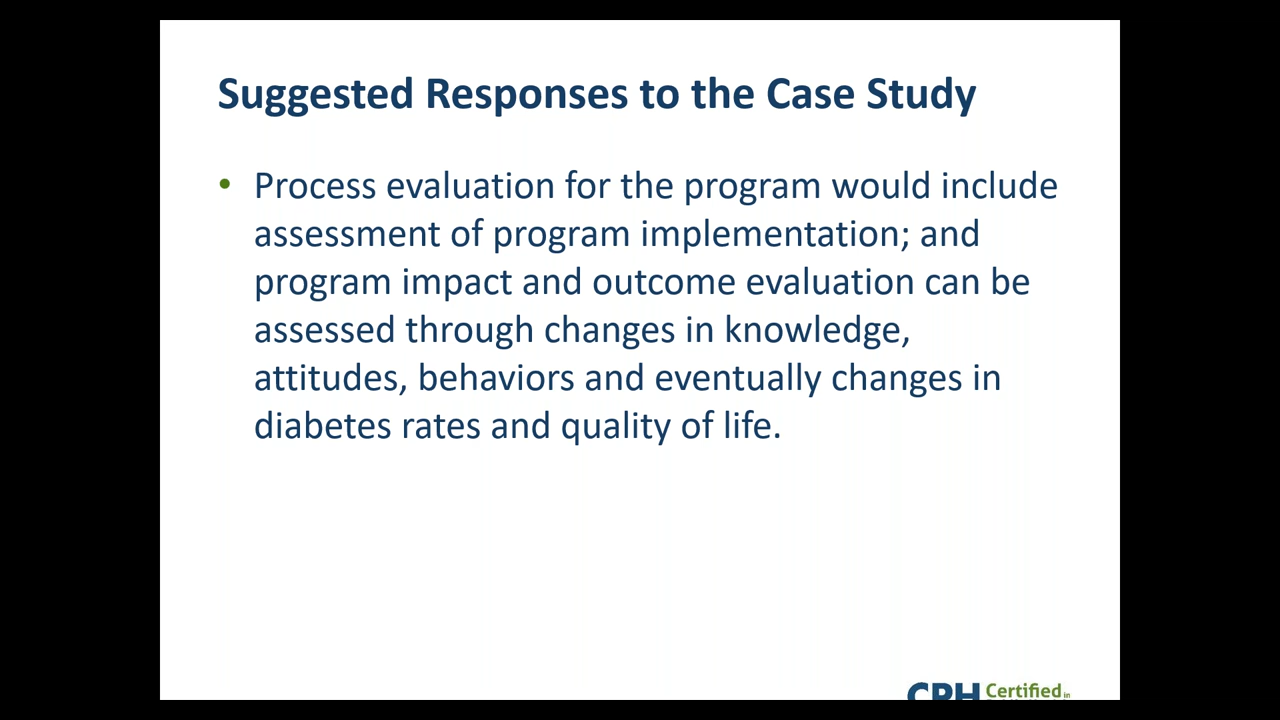 Suggested Responses to the Case Study
• Process evaluation for the program would include
assessment of program implementation; and
program impact and outcome evaluation can be
assessed through changes in knowledge,
attitudes, behaviors and eventually changes in
diabetes rates and quality of life.
CPH Certified in